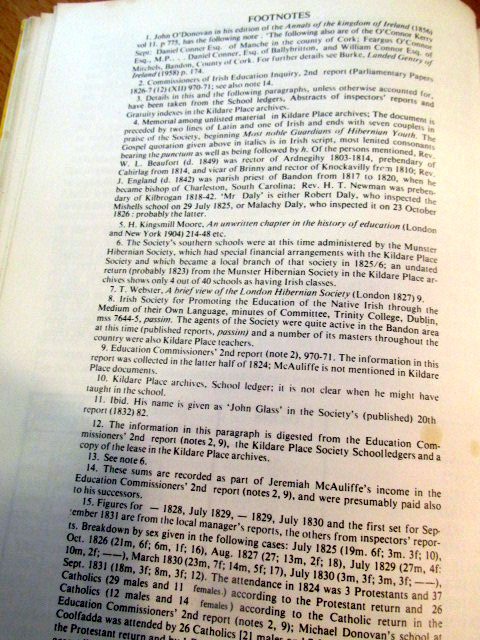 FOOTNOTES
1. John O'Donovan in his edition of the Annals of the kingdom of Ireland (1856)
vol 11. p 775, has the following note: 'The following also are of the O'Connor Kerry
Sept: Daniel Conner Esq. of Manche in the county of Cork; Feargus O'Connor
Esq., M.P... Daniel Conner, Esq. of Ballybritton, and William Connor Esq. of
Mitchels, Bandon, County of Cork. For further details see Burke, Landed Gentry of
Ireland (1958) p. 174.
2. Commissioners of Irish Education Inquiry, 2nd report (Parliamentary Papers
1826-7 (12) (XII) 970-71; see also note 14.
3. Details in this and the following paragraphs, unless otherwise accounted for,
have been taken from the School ledgers, Abstracts of inspectors' reports and
Gratuity indexes in the Kildare Place archives.
4. Memorial among unlisted material in Kildare Place archives; The document is
preceded by two lines of Latin and one of Irish and ends with seven couplets in
praise of the Society, beginning Most noble Guardians of Hibernian Youth. The
Gospel quotation given above in italics is in Irish script, most lenited consonants
bearing the punctum as well as being followed by h. Of the persons mentioned, Rev.
W. L. Beaufort (d. 1849) was rector of Ardnegihy 1803-1814, prebendary of
Cahirlag from 1814, and vicar of Brinny and rector of Knockavilly from 1810; Rev.
J. England (d. 1842) was parish priest of Bandon from 1817 to 1820, when he
became bishop of Charleston, South Carolina; Rev. H. T. Newman was preben-
dary of Kilbrogan 1818-42. 'Mr Daly' is either Robert Daly, who inspected the
Mishells school on 29 July 1825, or Malachy Daly, who inspected it on 23 October
1826: probably the latter.
5. H. Kingsmill Moore, An unwritten chapter in the history of education (London
and New York 1904) 214-48 etc.
6. The Society's southern schools were at this time administered by the Munster
Hibernian Society, which had special financial arrangements with the Kildare Place
Society and which became a local branch of that society in 1825/6; an undated
return (probably 1823) from the Munster Hibernian Society in the Kildare Place ar-
chives shows only 4 out of 40 schools as having Irish classes.
7. T. Webster, A brief view of the London Hibernian Society (London 1827) 9.
8. Irish Society for Promoting the Education of the Native Irish through the
Medium of their Own Language, minutes of Committee, Trinity College, Dublin,
mss 7644-5, passim. The agents of the Society were quite active in the Bandon area
at this time (published reports, passim) and a number of its masters throughout the
country were also Kildare Place teachers.
9. Education Commissioners' 2nd report (note 2), 970-71. The information in this
report was collected in the latter half of 1824; McAuliffe is not mentioned in Kildare
Place documents.
10. Kildare Place archives, School ledger; it is not clear when he might have
taught in the school.
11. Ibid. His name is given as 'John Glass' in the Society's (published) 20th
report (1832) 82.
12. The information in this paragraph is digested from the Education Com-
missioners' 2nd report (notes 2, 9), the Kildare Place Society School ledgers and a
copy of the lease in the Kildare Place archives.
13. See note 6.
14. These sums are recorded as part of Jeremiah McAuliffe's income in the
Education Commissioners' 2nd report (notes 2, 9), and were presumably paid also
to his successors.
15. Figures for — 1828, July 1829, — 1829, July 1830 and the first set for Sep-
tember 1831 are from the local manager's reports, the others from inspectors' repor-
ts. Breakdown by sex given in the following cases: July 1825 (19m. 6f; 3m. 3f; 10),
Oct. 1826 (21m, 6f; 6m, 1f; 16), Aug. 1827 (27; 13m, 2f; 18), July 1829 (27m, 4f:
10m, 2f; ——), March 1830 (23m, 7f; 14m, 5f; 17), July 1830 (3m, 3f; 3m, 3f; ——),
Sept. 1831 (18m, 3f; 8m, 3f; 12). The attendance in 1824 was 3 Protestants and 37
Catholics (29 males and 11 females) according to the Protestant return and 26
Catholics (12 males and 14 females) according to the Catholic return in the
Education Commissioners' 2nd report (notes 2, 9); Michael Donovan's school at
Coolfadda was attended by 26 Catholics [21 males
the Protestant return and